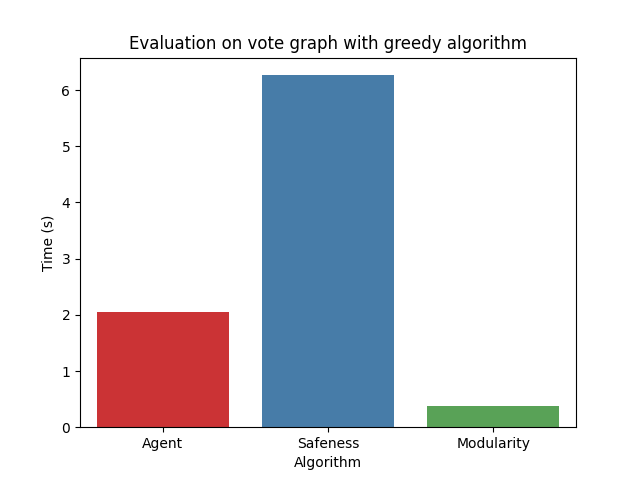 Evaluation on vote graph with greedy algorithm
6
5
4
3
2
1
0
Time (s)
Agent Safeness Modularity
Algorithm